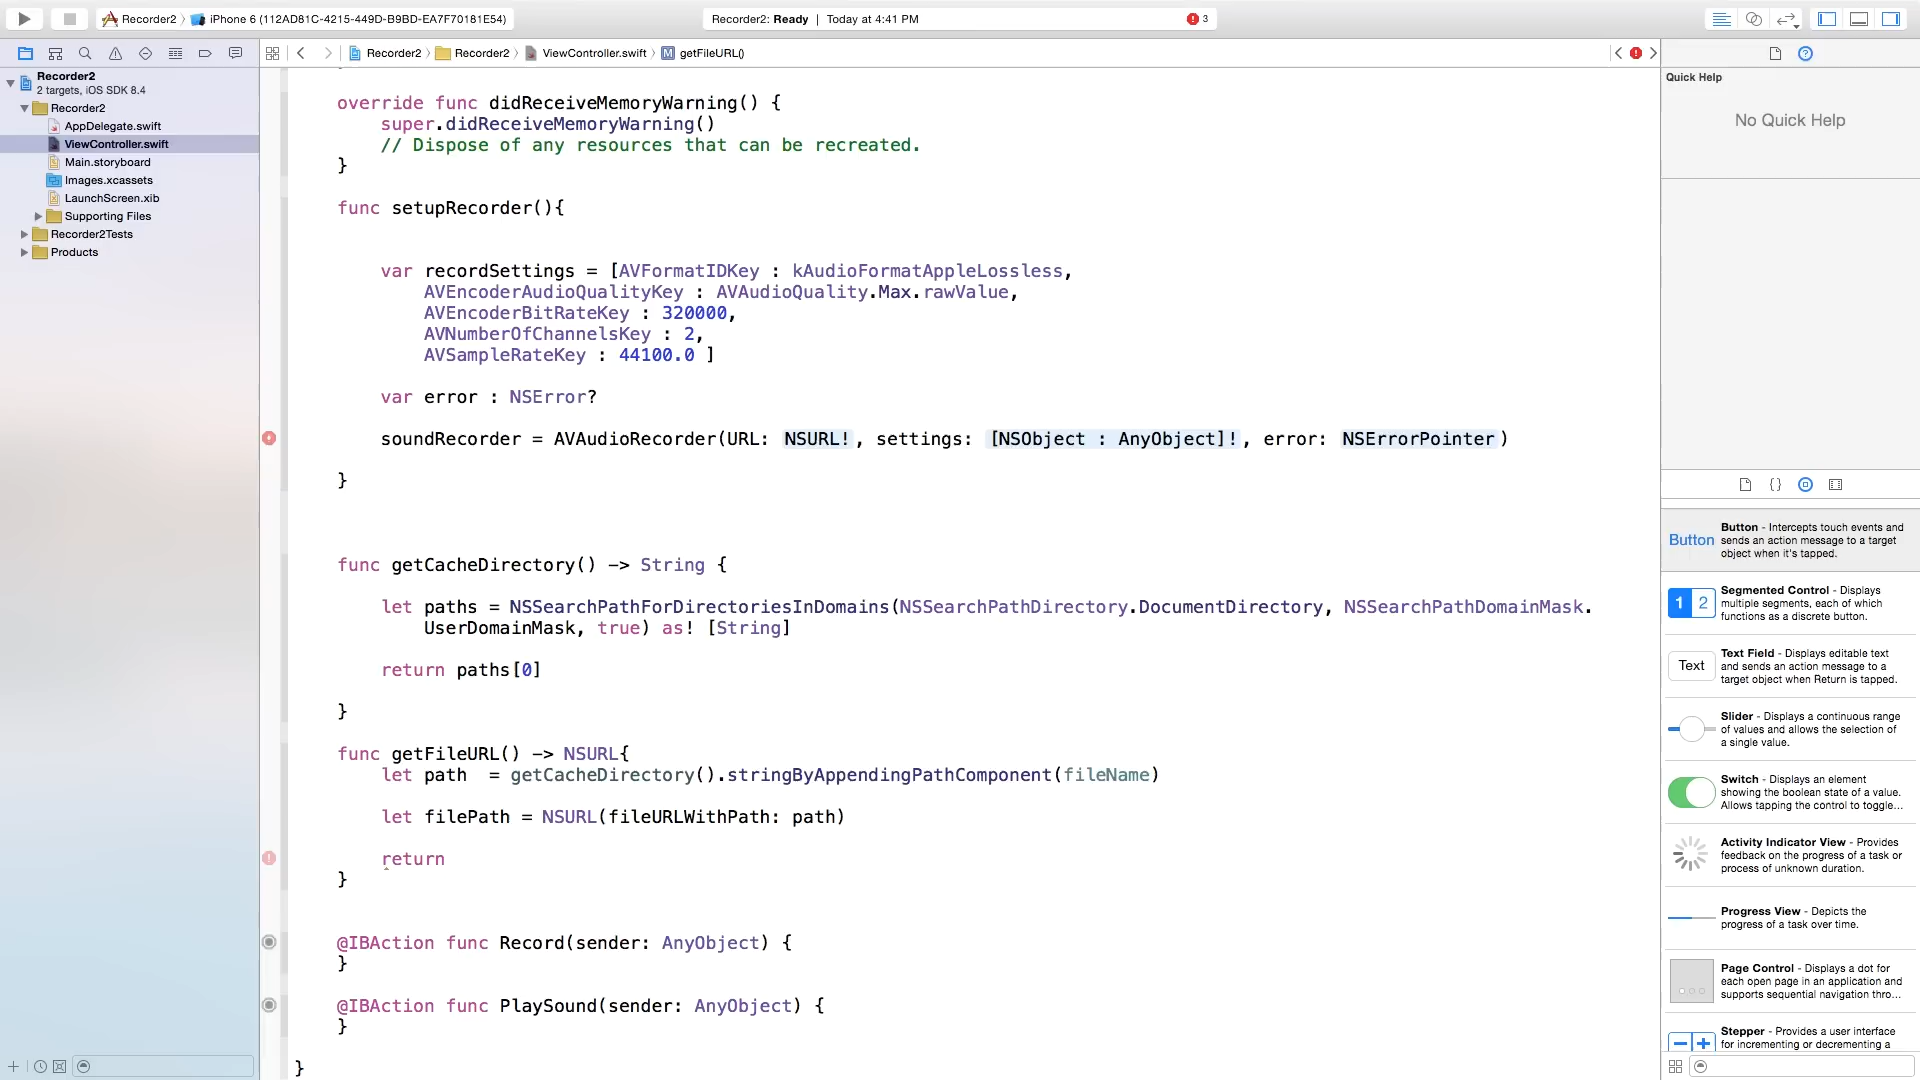 Recorder2 › iPhone 6 (112AD81C-4215-449D-B9BD-EA7F70181E54)
Recorder2: Ready | Today at 4:41 PM
3
Recorder2 › Recorder2 › ViewController.swift › M getFileURL()
Recorder2
2 targets, iOS SDK 8.4
Recorder2
AppDelegate.swift
ViewController.swift
Main.storyboard
Images.xcassets
LaunchScreen.xib
Supporting Files
Recorder2Tests
Products
override func didReceiveMemoryWarning() {
super.didReceiveMemoryWarning()
// Dispose of any resources that can be recreated.
}
func setupRecorder(){
var recordSettings = [AVFormatIDKey : kAudioFormatAppleLossless,
AVEncoderAudioQualityKey : AVAudioQuality.Max.rawValue,
AVEncoderBitRateKey : 320000,
AVNumberOfChannelsKey : 2,
AVSampleRateKey : 44100.0 ]
var error : NSError?
soundRecorder = AVAudioRecorder(URL: NSURL!, settings: [NSObject : AnyObject]!, error: NSErrorPointer)
}
func getCacheDirectory() -> String {
let paths = NSSearchPathForDirectoriesInDomains(NSSearchPathDirectory.DocumentDirectory, NSSearchPathDomainMask.
UserDomainMask, true) as! [String]
return paths[0]
}
func getFileURL() -> NSURL{
let path  = getCacheDirectory().stringByAppendingPathComponent(fileName)
let filePath = NSURL(fileURLWithPath: path)
return
}
@IBAction func Record(sender: AnyObject) {
}
@IBAction func PlaySound(sender: AnyObject) {
}
}
Quick Help
No Quick Help
Button
Button - Intercepts touch events and
sends an action message to a target
object when it's tapped.
1 2
Segmented Control - Displays
multiple segments, each of which
functions as a discrete button.
Text
Text Field - Displays editable text
and sends an action message to a
target object when Return is tapped.
Slider - Displays a continuous range
of values and allows the selection of
a single value.
Switch - Displays an element
showing the boolean state of a value.
Allows tapping the control to toggle...
Activity Indicator View - Provides
feedback on the progress of a task or
process of unknown duration.
Progress View - Depicts the
progress of a task over time.
Page Control - Displays a dot for
each open page in an application and
supports sequential navigation thro...
Stepper - Provides a user interface
for incrementing or decrementing a